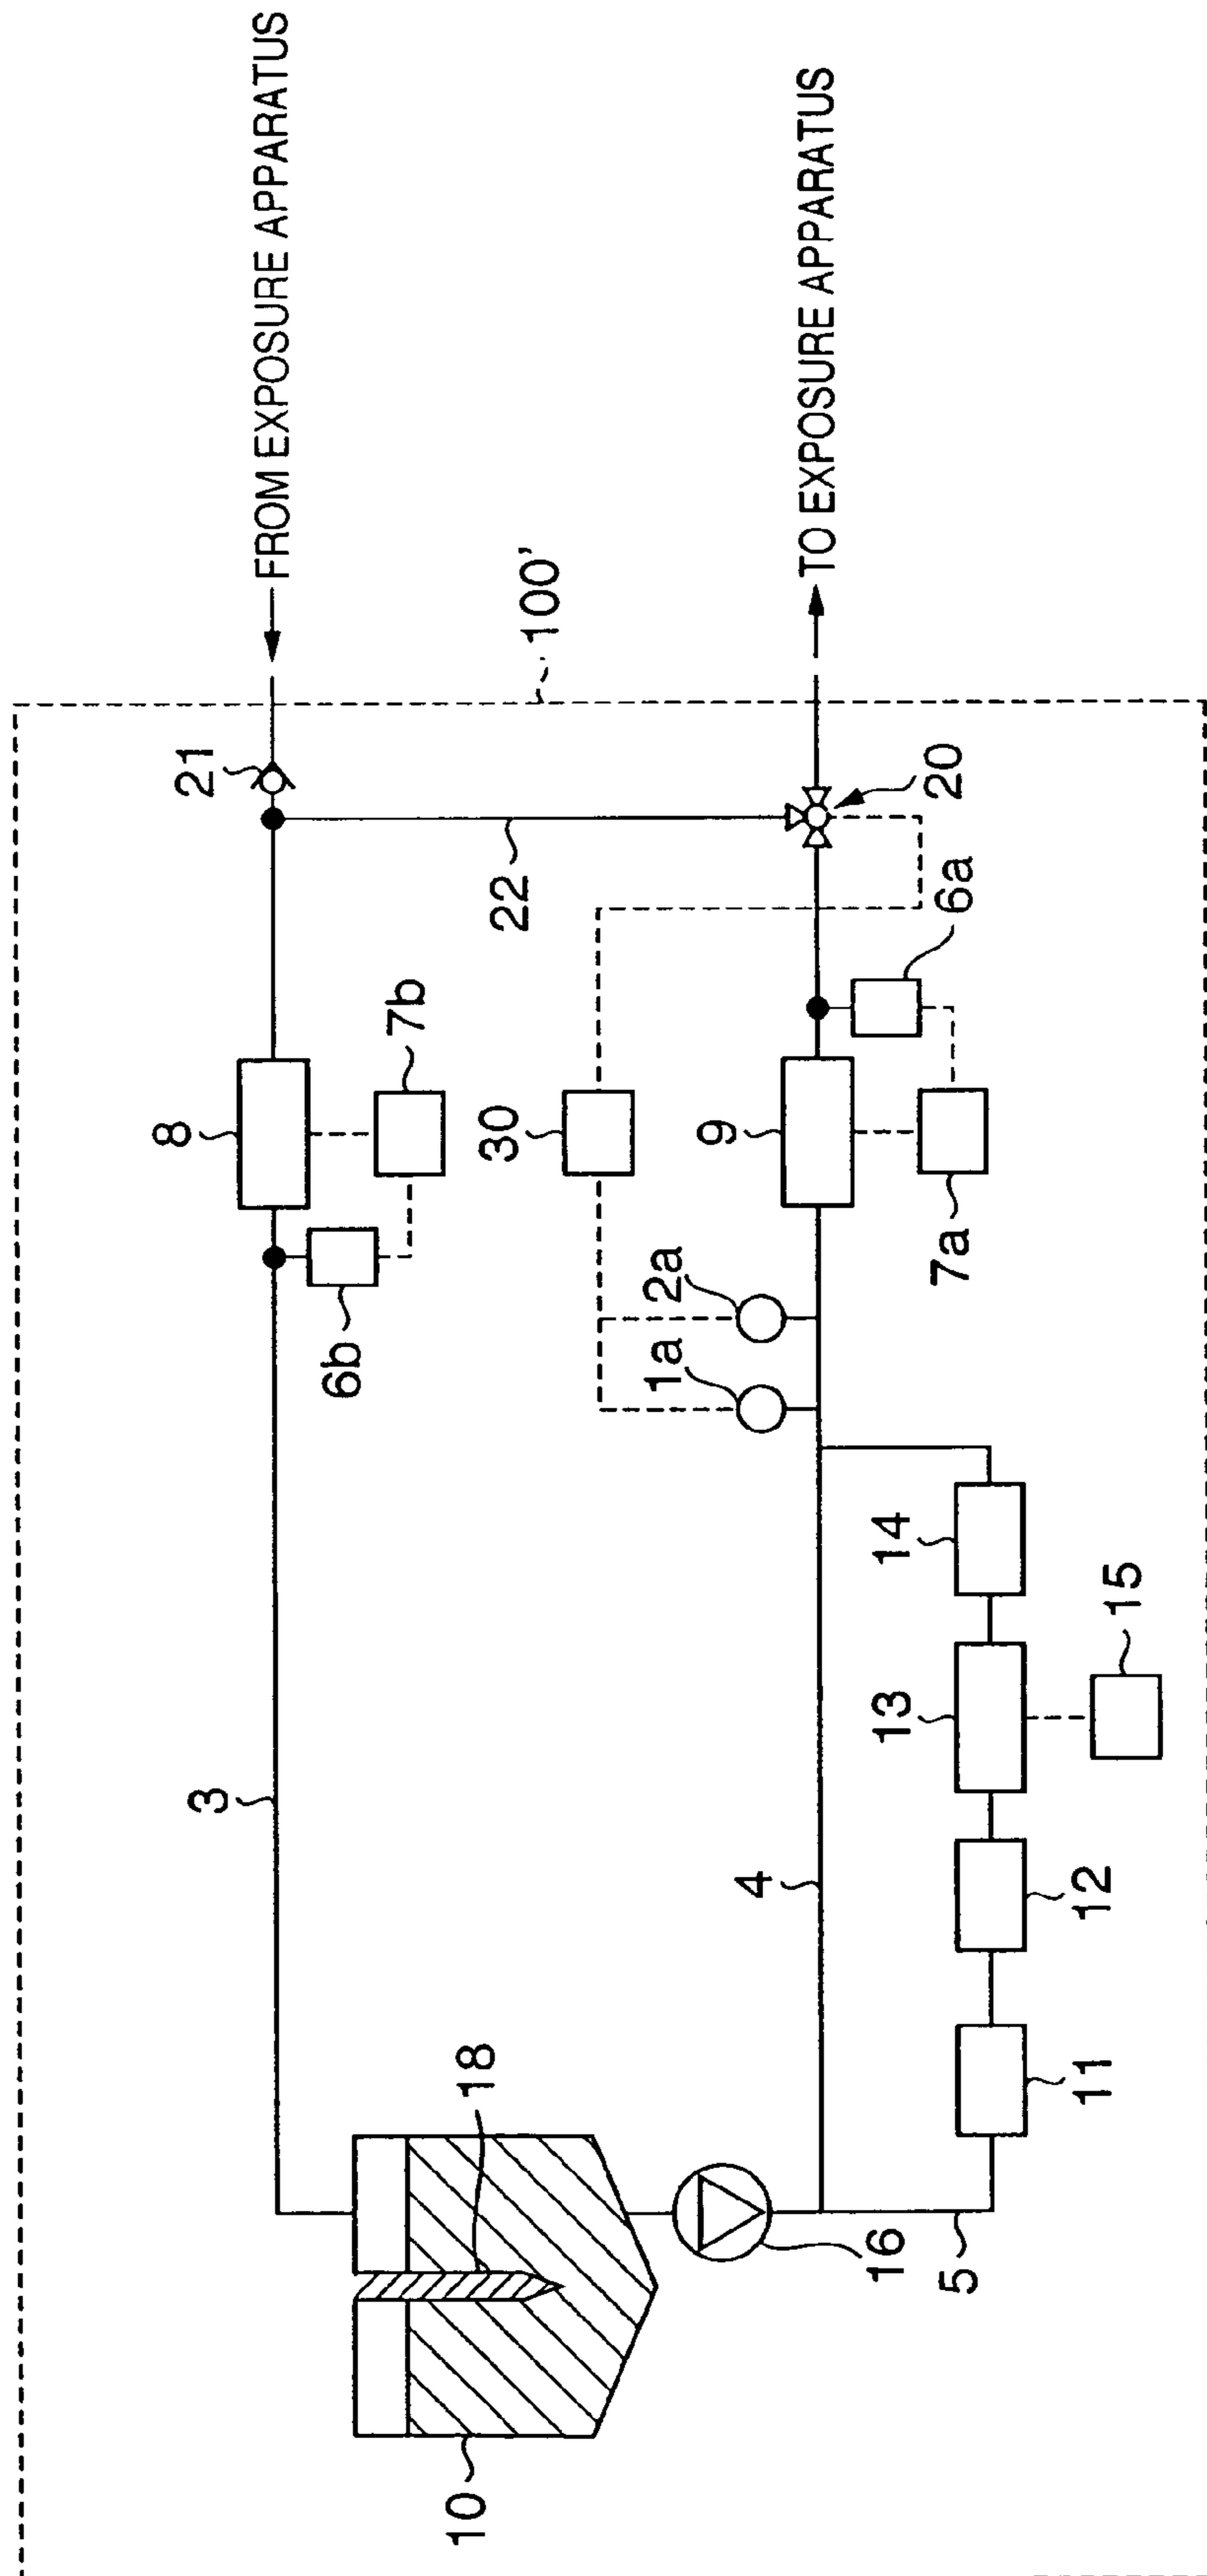 FROM EXPOSURE APPARATUS
TO EXPOSURE APPARATUS
100'
21
20
22
6a
7b
8
30
9
7a
6b
2a
1a
14
15
13
3
4
12
11
18
16
5
10